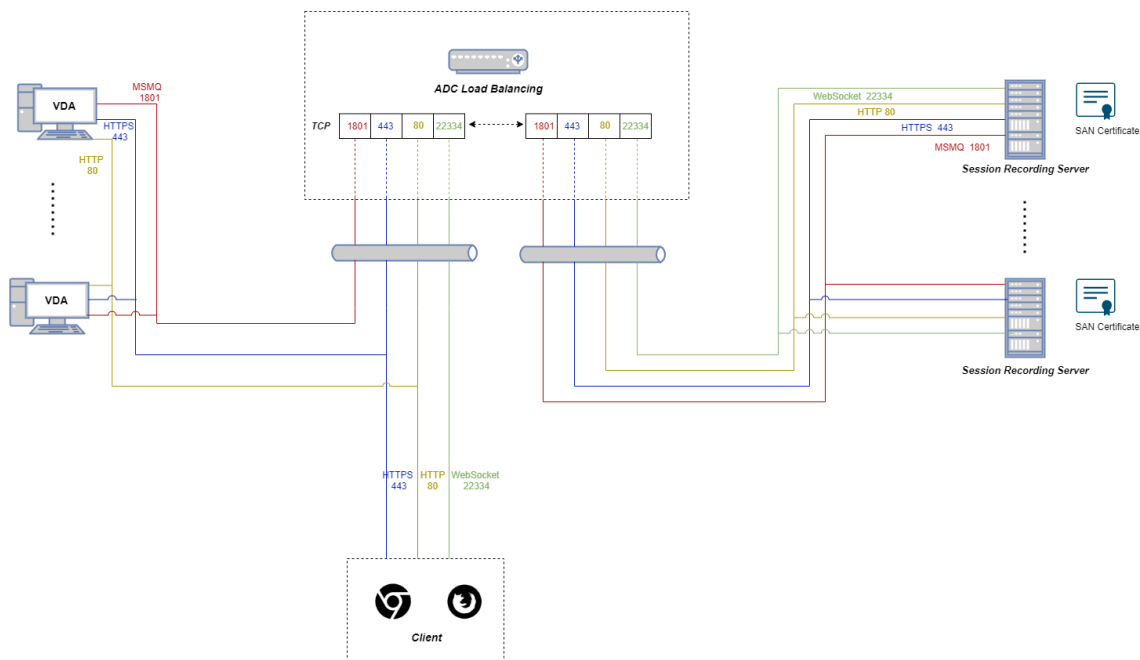 ADC Load Balancing
TCP
1801 443 80 22334
1801 443 80 22334
VDA
MSMQ
1801
HTTPS
443
HTTP
80
VDA
WebSocket 22334
HTTP 80
HTTPS 443
MSMQ 1801
SAN Certificate
Session Recording Server
SAN Certificate
Session Recording Server
HTTPS
443
HTTP
80
WebSocket
22334
Client